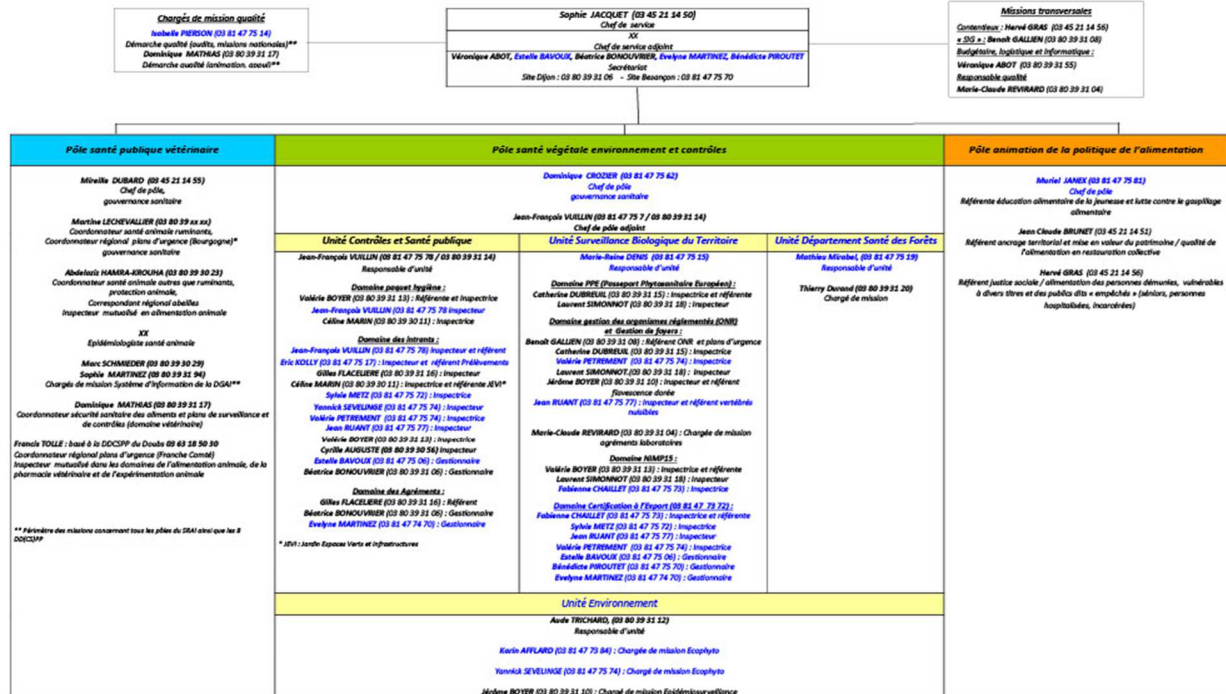 Chargés de mission qualité
Isabelle PIERSON (03 81 47 75 14)
Démarche qualité (audits, missions nationales)**
Dominique MATHIAS (03 80 39 31 17)
Démarche qualité (animation, appui)**
Sophie JACQUET (03 45 21 14 50)
Chef de service
XX
Chef de service adjoint
Véronique ABOT, Estelle BAVOUX, Béatrice BONOUVRIER, Evelyne MARTINEZ, Bénédicte PIROUTET
Secrétariat
Site Dijon : 03 80 39 31 06 - Site Besançon : 03 81 47 75 70
Missions transversales
Contentieux : Hervé GRAS (03 45 21 14 56)
« SIG » : Benoît GALLIEN (03 80 39 31 08)
Budgétaire, logistique et informatique :
Véronique ABOT (03 80 39 31 55)
Responsable qualité
Marie-Claude REVIRARD (03 80 39 31 04)
Pôle santé publique vétérinaire
Mireille DUBARD (03 45 21 14 55)
Chef de pôle,
gouvernance sanitaire
Martine LECHEVALLIER (03 80 39 xx xx)
Coordonnateur santé animale ruminants,
Coordonnateur régional plans d'urgence (Bourgogne)*
gouvernance sanitaire
Abdelaziz HAMRA-KROUHA (03 80 39 30 23)
Coordonnateur santé animale autres que ruminants,
protection animale,
Correspondant régional abeilles
Inspecteur mutualisé en alimentation animale
XX
Epidémiologiste santé animale
Marc SCHMIEDER (03 80 39 30 29)
Sophie MARTINEZ (03 80 39 31 94)
Chargés de mission Système d'information de la DGAl**
Dominique MATHIAS (03 80 39 31 17)
Coordonnateur sécurité sanitaire des aliments et plans de surveillance et
de contrôles (domaine vétérinaire)
Francis TOLLE : basé à la DDCSPP du Doubs 03 63 18 50 30
Coordonnateur régional plans d'urgence (Franche Comté)
Inspecteur mutualisé dans les domaines de l'alimentation animale, de la
pharmacie vétérinaire et de l'expérimentation animale
** Périmètre des missions concernant tous les pôles du SRAl ainsi que les 8
DD(CS)PP
Pôle santé végétale environnement et contrôles
Dominique CROZIER (03 81 47 75 62)
Chef de pôle
gouvernance sanitaire
Jean-François VUILLIN (03 81 47 75 7 / 03 80 39 31 14)
Chef de pôle adjoint
Unité Contrôles et Santé publique
Jean-François VUILLIN (03 81 47 75 78 / 03 80 39 31 14)
Responsable d'unité
Domaine paquet hygiène :
Valérie BOYER (03 80 39 31 13) : Référente et Inspectrice
Jean-François VUILLIN (03 81 47 75 78 Inspecteur
Céline MARIN (03 80 39 30 11) : Inspectrice
Domaine des Intrants :
Jean-François VUILLIN (03 81 47 75 78) Inspecteur et référent
Eric KOLLY (03 81 47 75 17) : Inspecteur et référent Prélèvements
Gilles FLACELIERE (03 80 39 31 16) : Inspecteur
Céline MARIN (03 80 39 30 11) : Inspectrice et référente JEVI*
Sylvie METZ (03 81 47 75 72) : Inspectrice
Yannick SEVELINGE (03 81 47 75 74) : Inspecteur
Valérie PETREMENT (03 81 47 75 74) : Inspectrice
Jean RUANT (03 81 47 75 77) : Inspecteur
Valérie BOYER (03 80 39 31 13) : Inspectrice
Cyrille AUGUSTE (03 80 39 30 56) Inspecteur
Estelle BAVOUX (03 81 47 75 06) : Gestionnaire
Béatrice BONOUVRIER (03 80 39 31 06) : Gestionnaire
Domaine des Agréments :
Gilles FLACELIERE (03 80 39 31 16) : Référent
Béatrice BONOUVRIER (03 80 39 31 06) : Gestionnaire
Evelyne MARTINEZ (03 81 47 74 70) : Gestionnaire
* JEVI : Jardin Espaces Verts et Infrastructures
Unité Surveillance Biologique du Territoire
Marie-Reine DENIS (03 81 47 75 15)
Responsable d'unité
Domaine PPE (Passeport Phytosanitaire Européen) :
Catherine DUBREUIL (03 80 39 31 15) : Inspectrice et référente
Laurent SIMONNOT (03 80 39 31 18) : Inspecteur
Domaine gestion des organismes réglementés (ONR)
et Gestion de foyers :
Benoît GALLIEN (03 80 39 31 08) : Référent ONR et plans d'urgence
Catherine DUBREUIL (03 80 39 31 15) : Inspectrice
Valérie PETREMENT (03 81 47 75 74) : Inspectrice
Laurent SIMONNOT.(03 80 39 31 18) : Inspecteur
Jérôme BOYER (03 80 39 31 10) : Inspecteur et référent
flavescence dorée
Jean RUANT (03 81 47 75 77) : Inspecteur et référent vertébrés
nuisibles
Marie-Claude REVIRARD (03 80 39 31 04) : Chargée de mission
agréments laboratoires
Domaine NIMP15 :
Valérie BOYER (03 80 39 31 13) : Inspectrice et référente
Laurent SIMONNOT (03 80 39 31 18) : Inspecteur
Fabienne CHAILLET (03 81 47 75 73) : Inspectrice
Domaine Certification à l'Export (03 81 47 75 72) :
Fabienne CHAILLET (03 81 47 75 73) : Inspectrice et référente
Sylvie METZ (03 81 47 75 72) : Inspectrice
Jean RUANT (03 81 47 75 77) : Inspecteur
Valérie PETREMENT (03 81 47 75 74) : Inspectrice
Estelle BAVOUX (03 81 47 75 06) : Gestionnaire
Bénédicte PIROUTET (03 81 47 75 70) : Gestionnaire
Evelyne MARTINEZ (03 81 47 74 70) : Gestionnaire
Unité Département Santé des Forêts
Mathieu Mirabel, (03 81 47 75 19)
Responsable d'unité
Thierry Durand (03 80 39 31 20)
Chargé de mission
Unité Environnement
Aude TRICHARD, (03 80 39 31 12)
Responsable d'unité
Karin AFFLARD (03 81 47 73 84) : Chargée de mission Ecophyto
Yannick SEVELINGE (03 81 47 75 74) : Chargé de mission Ecophyto
Jérôme BOYER (03 80 39 31 10) : Chargé de mission Epidémiosurveillance
Pôle animation de la politique de l'alimentation
Muriel JANEX (03 81 47 75 81)
Chef de pôle
Référente éducation alimentaire de la jeunesse et lutte contre le gaspillage
alimentaire
Jean Claude BRUNET (03 45 21 14 51)
Référent ancrage territorial et mise en valeur du patrimoine / qualité de
l'alimentation en restauration collective
Hervé GRAS (03 45 21 14 56)
Référent justice sociale / alimentation des personnes démunies, vulnérables
à divers titres et des publics dits « empêchés » (séniors, personnes
hospitalisées, incarcérées)